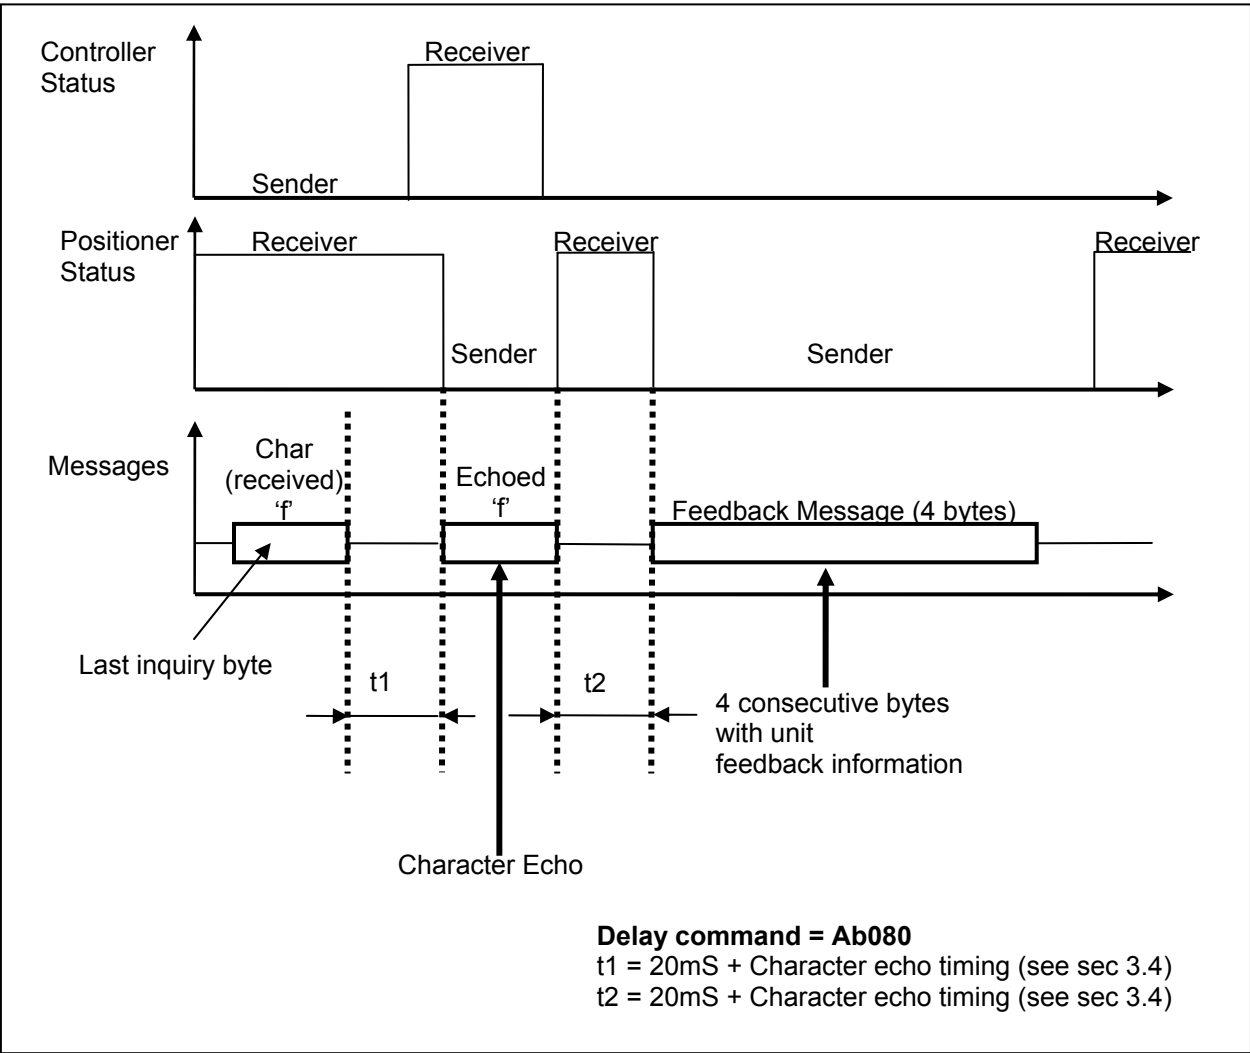 Controller
Status
Receiver
Sender
Positioner
Status
Receiver
Receiver
Receiver
Sender
Sender
Messages
Char
(received)
‘f’
Echoed
‘f’
Feedback Message (4 bytes)
Last inquiry byte
t1
t2
4 consecutive bytes
with unit
feedback information
Character Echo
Delay command = Ab080
t1 = 20mS + Character echo timing (see sec 3.4)
t2 = 20mS + Character echo timing (see sec 3.4)